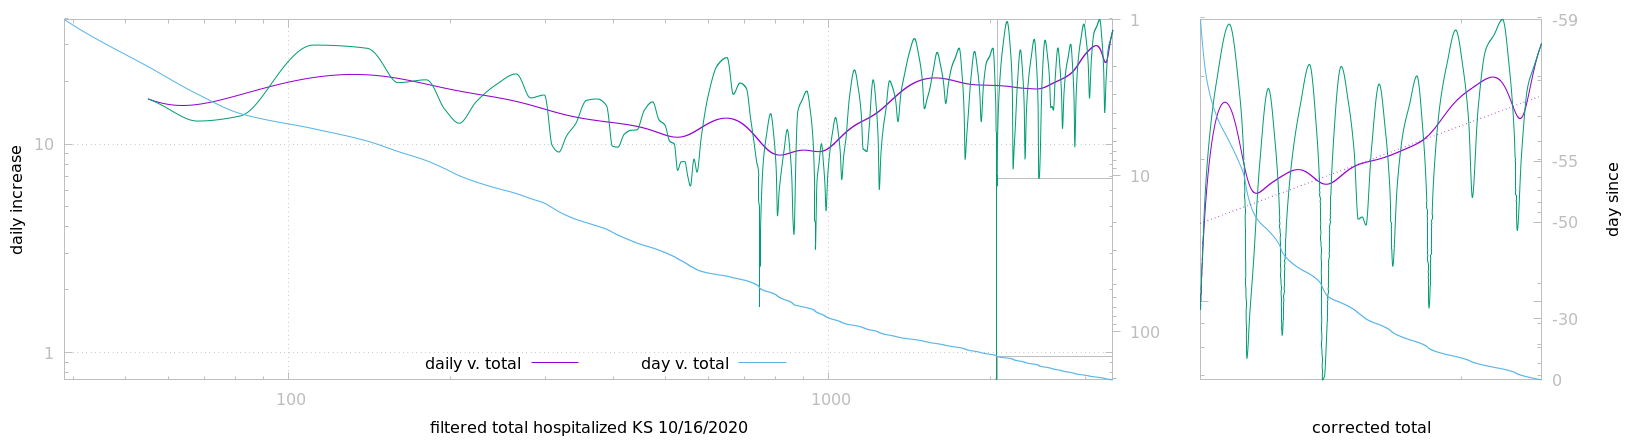 daily increase
10
1
100
1000
daily v. total
day v. total
filtered total hospitalized KS 10/16/2020
1
10
100
-59
-55
-50
-30
0
day since
corrected total